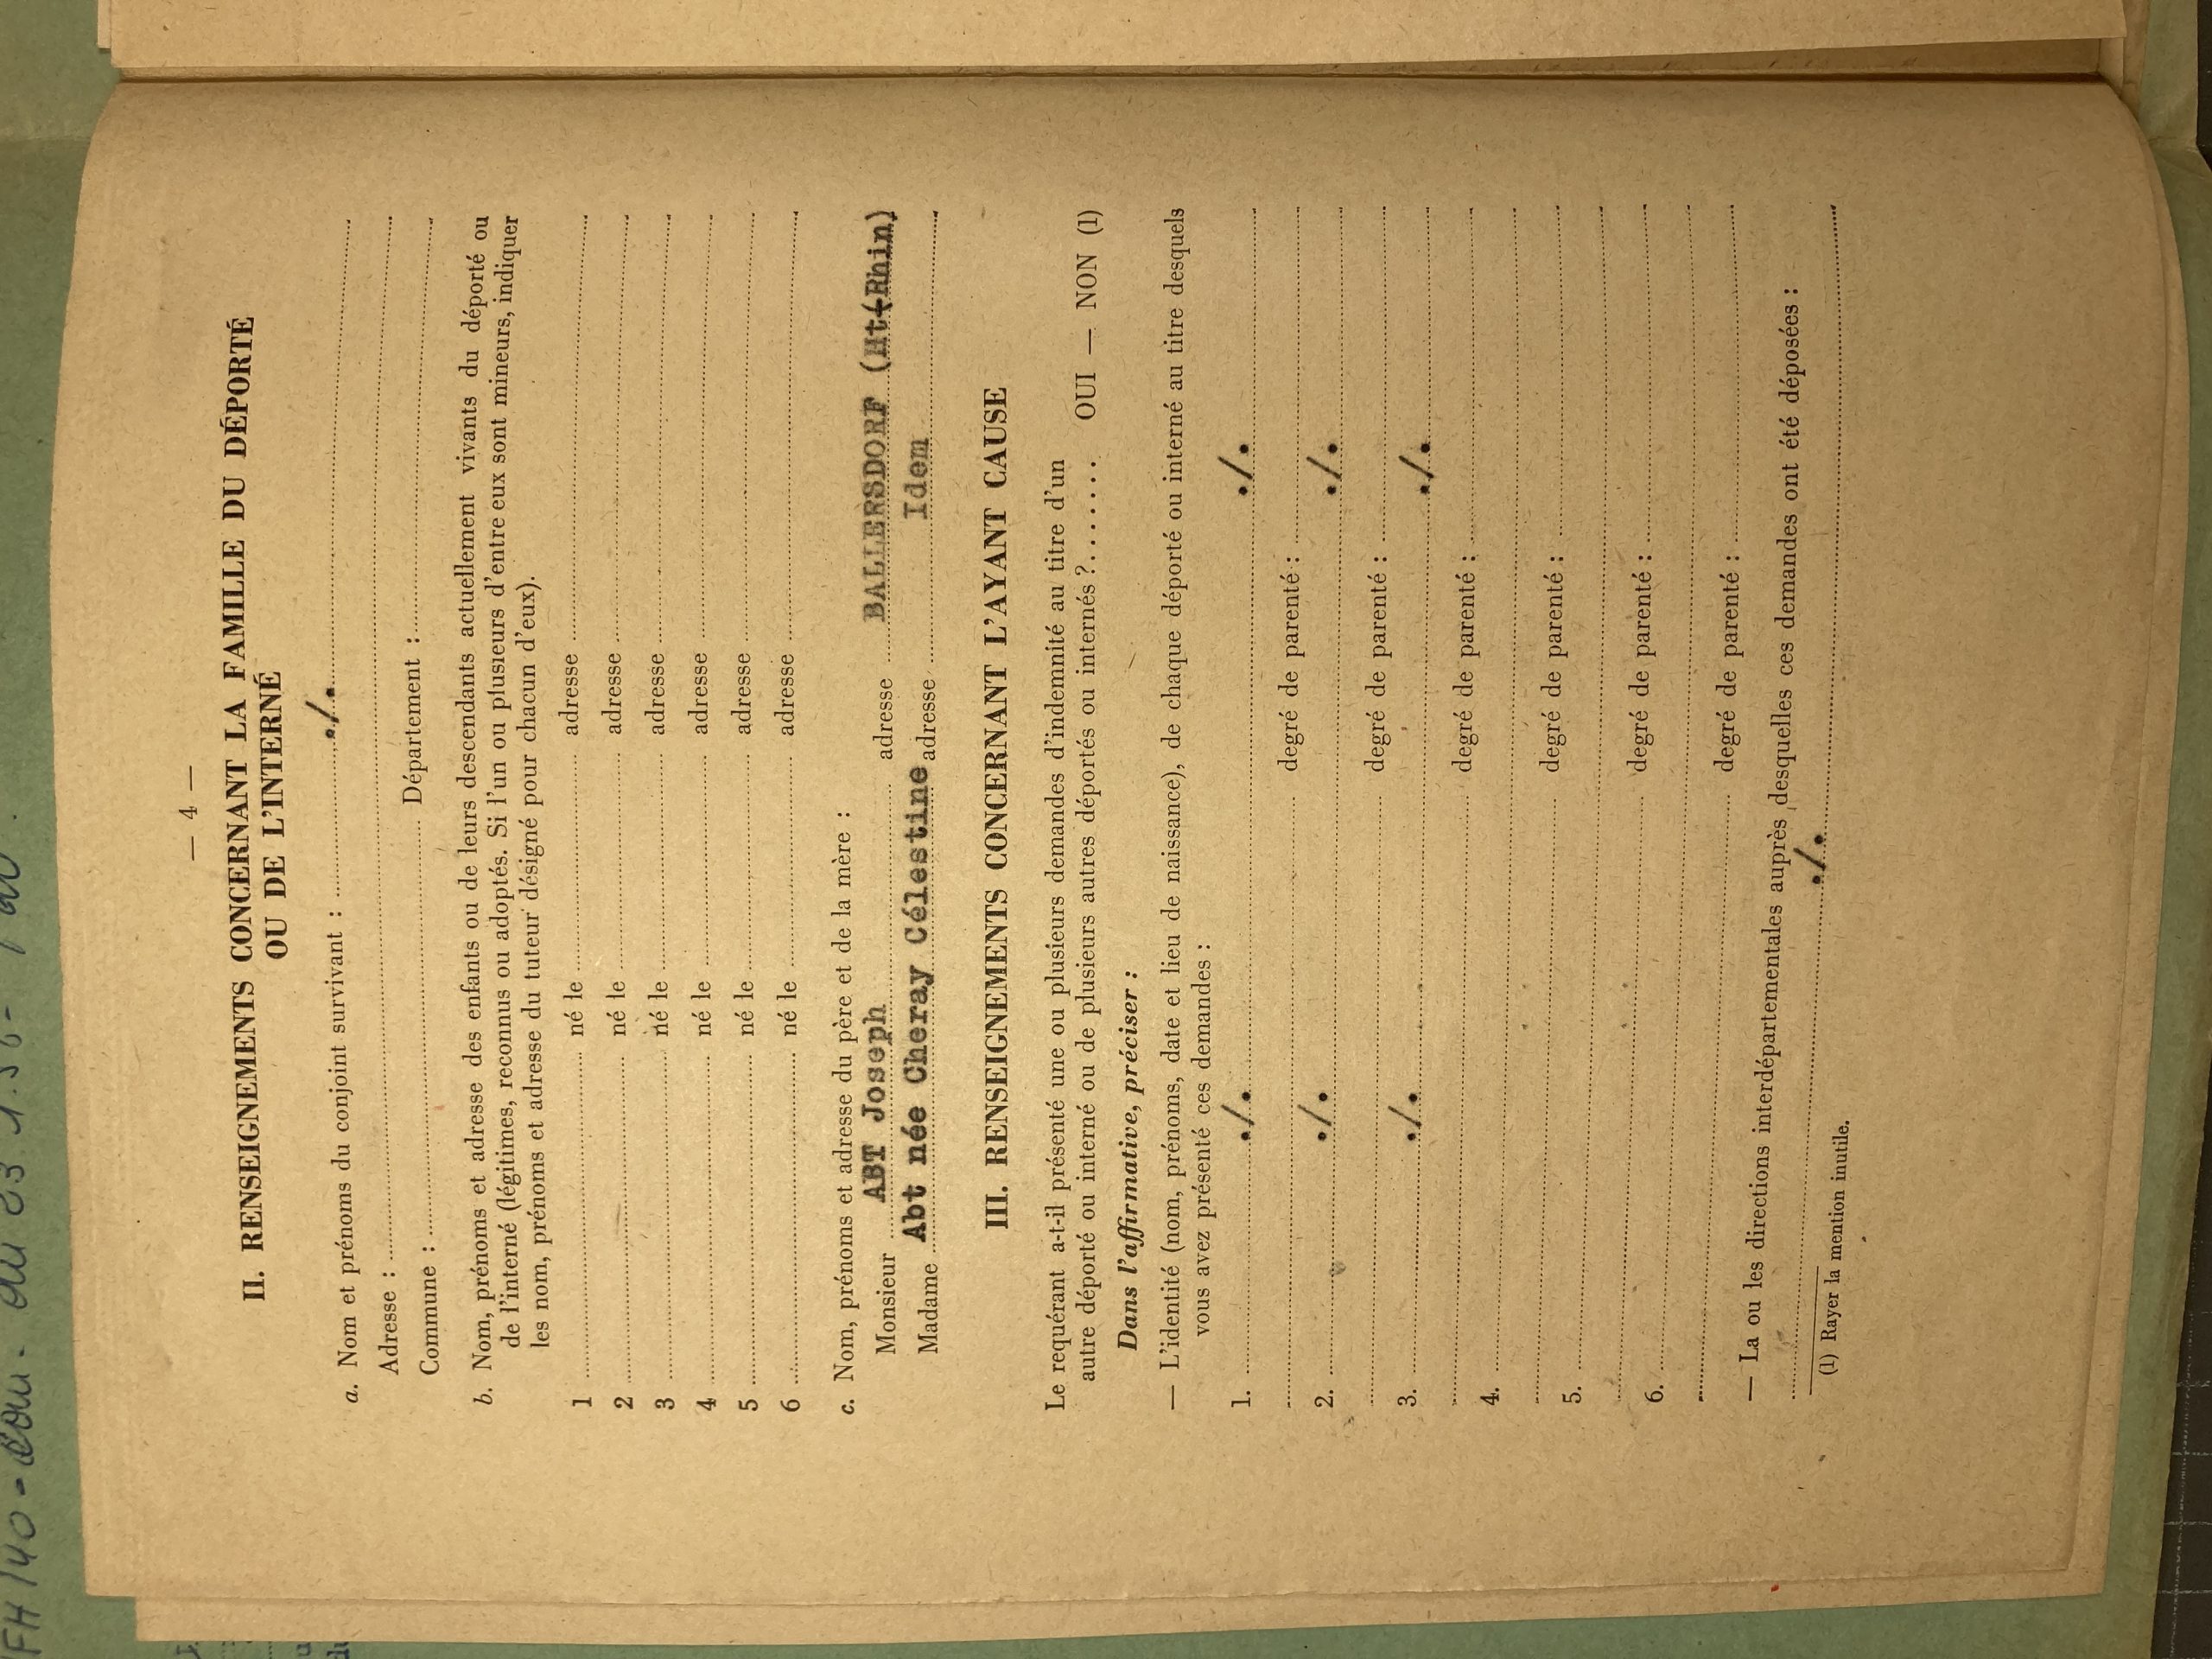 — 4 —
II. RENSEIGNEMENTS CONCERNANT LA FAMILLE DU DÉPORTÉ
OU DE L'INTERNÉ
a. Nom et prénoms du conjoint survivant : ./.
Adresse :
Commune : Département :
b. Nom, prénoms et adresse des enfants ou de leurs descendants actuellement vivants du déporté ou
de l'interné (légitimes, reconnus ou adoptés. Si l'un ou plusieurs d'entre eux sont mineurs, indiquer
les nom, prénoms et adresse du tuteur désigné pour chacun d'eux).
1 né le adresse
2 né le adresse
3 né le adresse
4 né le adresse
5 né le adresse
6 né le adresse
c. Nom, prénoms et adresse du père et de la mère :
Monsieur ABT Joseph adresse BALLERSDORF (Ht-Rhin)
Madame Abt née Cheray Célestine adresse Idem
III. RENSEIGNEMENTS CONCERNANT L'AYANT CAUSE
Le requérant a-t-il présenté une ou plusieurs demandes d'indemnité au titre d'un
autre déporté ou interné ou de plusieurs autres déportés ou internés ?....... OUI — NON (1)
Dans l'affirmative, préciser :
— L'identité (nom, prénoms, date et lieu de naissance), de chaque déporté ou interné au titre desquels
vous avez présenté ces demandes :
1. ./. ./.
degré de parenté :
2. ./. ./.
degré de parenté :
3. ./. ./.
degré de parenté :
4.
degré de parenté :
5.
degré de parenté :
6.
degré de parenté :
— La ou les directions interdépartementales auprès desquelles ces demandes ont été déposées :
./.
(1) Rayer la mention inutile.